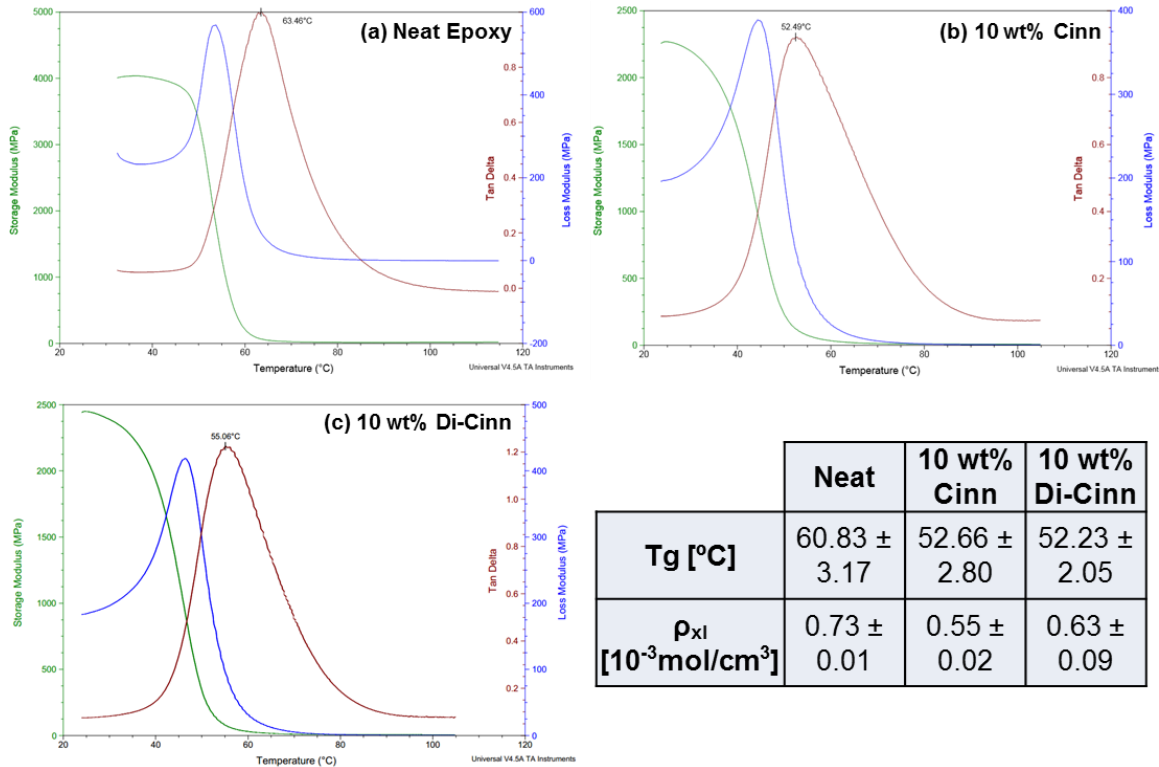 (a) Neat Epoxy
63.46°C
Storage Modulus (MPa)
5000
4000
3000
2000
1000
0
Tan Delta
0.8
0.6
0.4
0.2
0.0
Loss Modulus (MPa)
600
400
200
0
-200
20 40 60 80 100 120
Temperature (°C)
Universal V4.5A TA Instruments
(b) 10 wt% Cinn
52.49°C
Storage Modulus (MPa)
2500
2000
1500
1000
500
0
Tan Delta
0.8
0.6
0.4
0.2
Loss Modulus (MPa)
400
300
200
100
0
20 40 60 80 100 120
Temperature (°C)
Universal V4.5A TA Instruments
(c) 10 wt% Di-Cinn
55.06°C
Storage Modulus (MPa)
2500
2000
1500
1000
500
0
Tan Delta
1.2
1.0
0.8
0.6
0.4
0.2
Loss Modulus (MPa)
500
400
300
200
100
0
20 40 60 80 100 120
Temperature (°C)
Universal V4.5A TA Instruments
Neat
10 wt%
Cinn
10 wt%
Di-Cinn
Tg [ºC]
60.83 ±
3.17
52.66 ±
2.80
52.23 ±
2.05
ρxl
[10⁻³mol/cm³]
0.73 ±
0.01
0.55 ±
0.02
0.63 ±
0.09